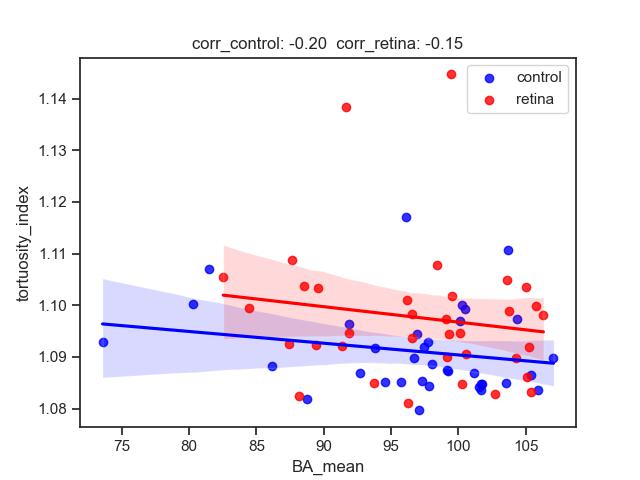 corr_control: -0.20  corr_retina: -0.15
control
retina
1.14
1.13
1.12
1.11
1.10
1.09
1.08
tortuosity_index
75
80
85
90
95
100
105
BA_mean